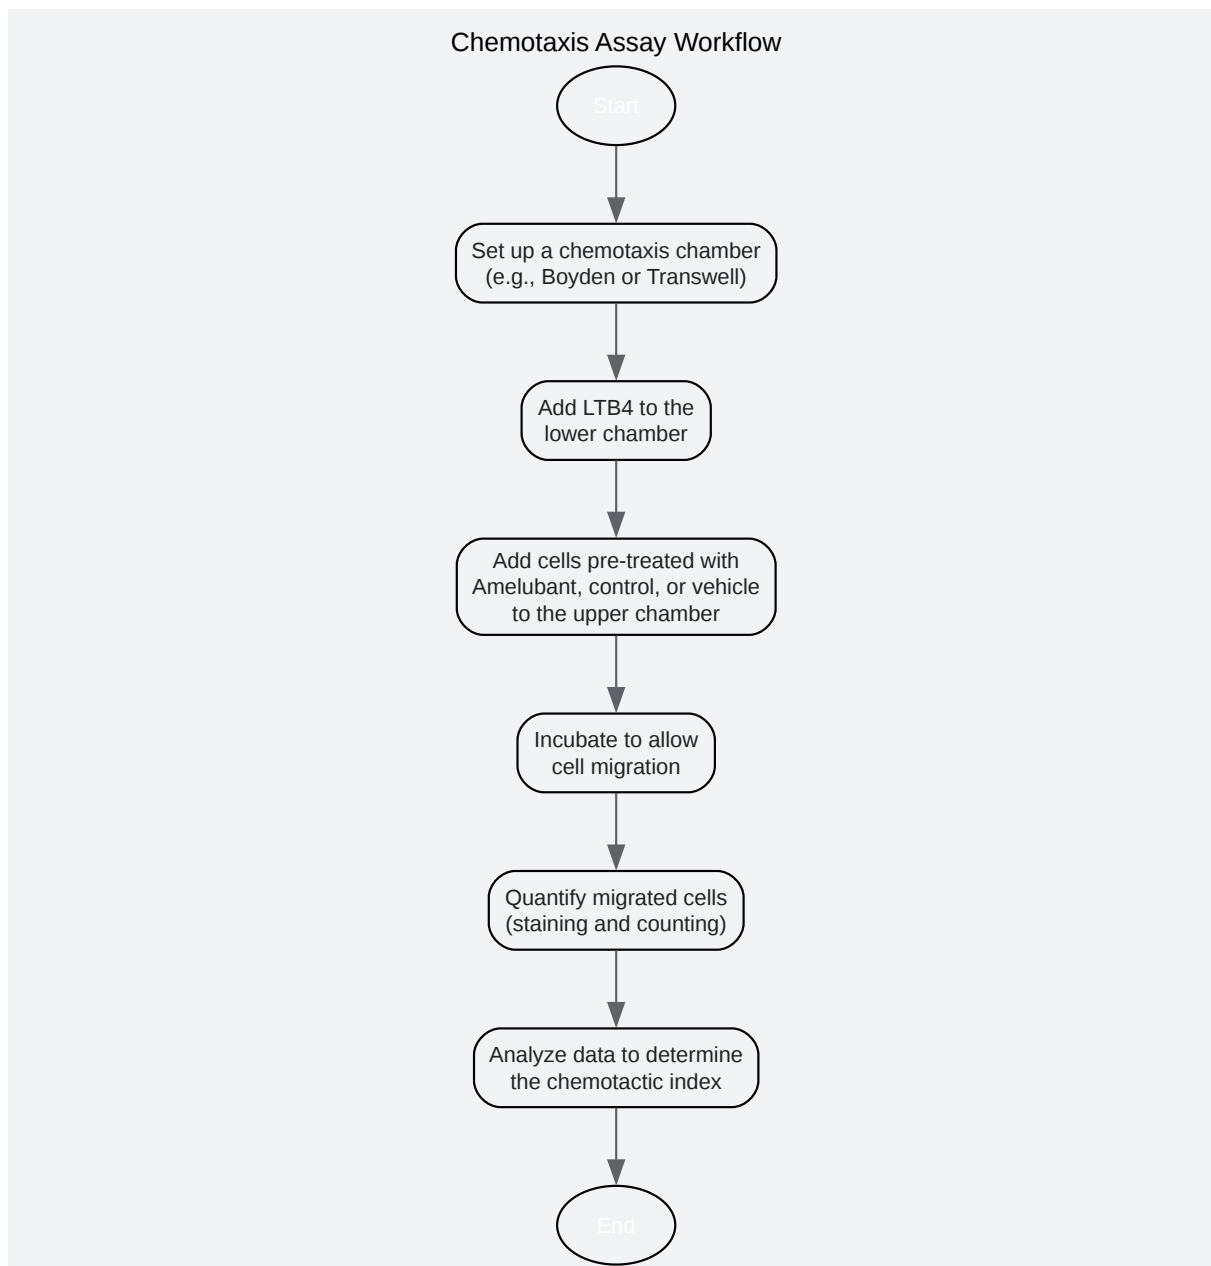 Chemotaxis Assay Workflow
Start
Set up a chemotaxis chamber
(e.g., Boyden or Transwell)
Add LTB4 to the
lower chamber
Add cells pre-treated with
Amelubant, control, or vehicle
to the upper chamber
Incubate to allow
cell migration
Quantify migrated cells
(staining and counting)
Analyze data to determine
the chemotactic index
End